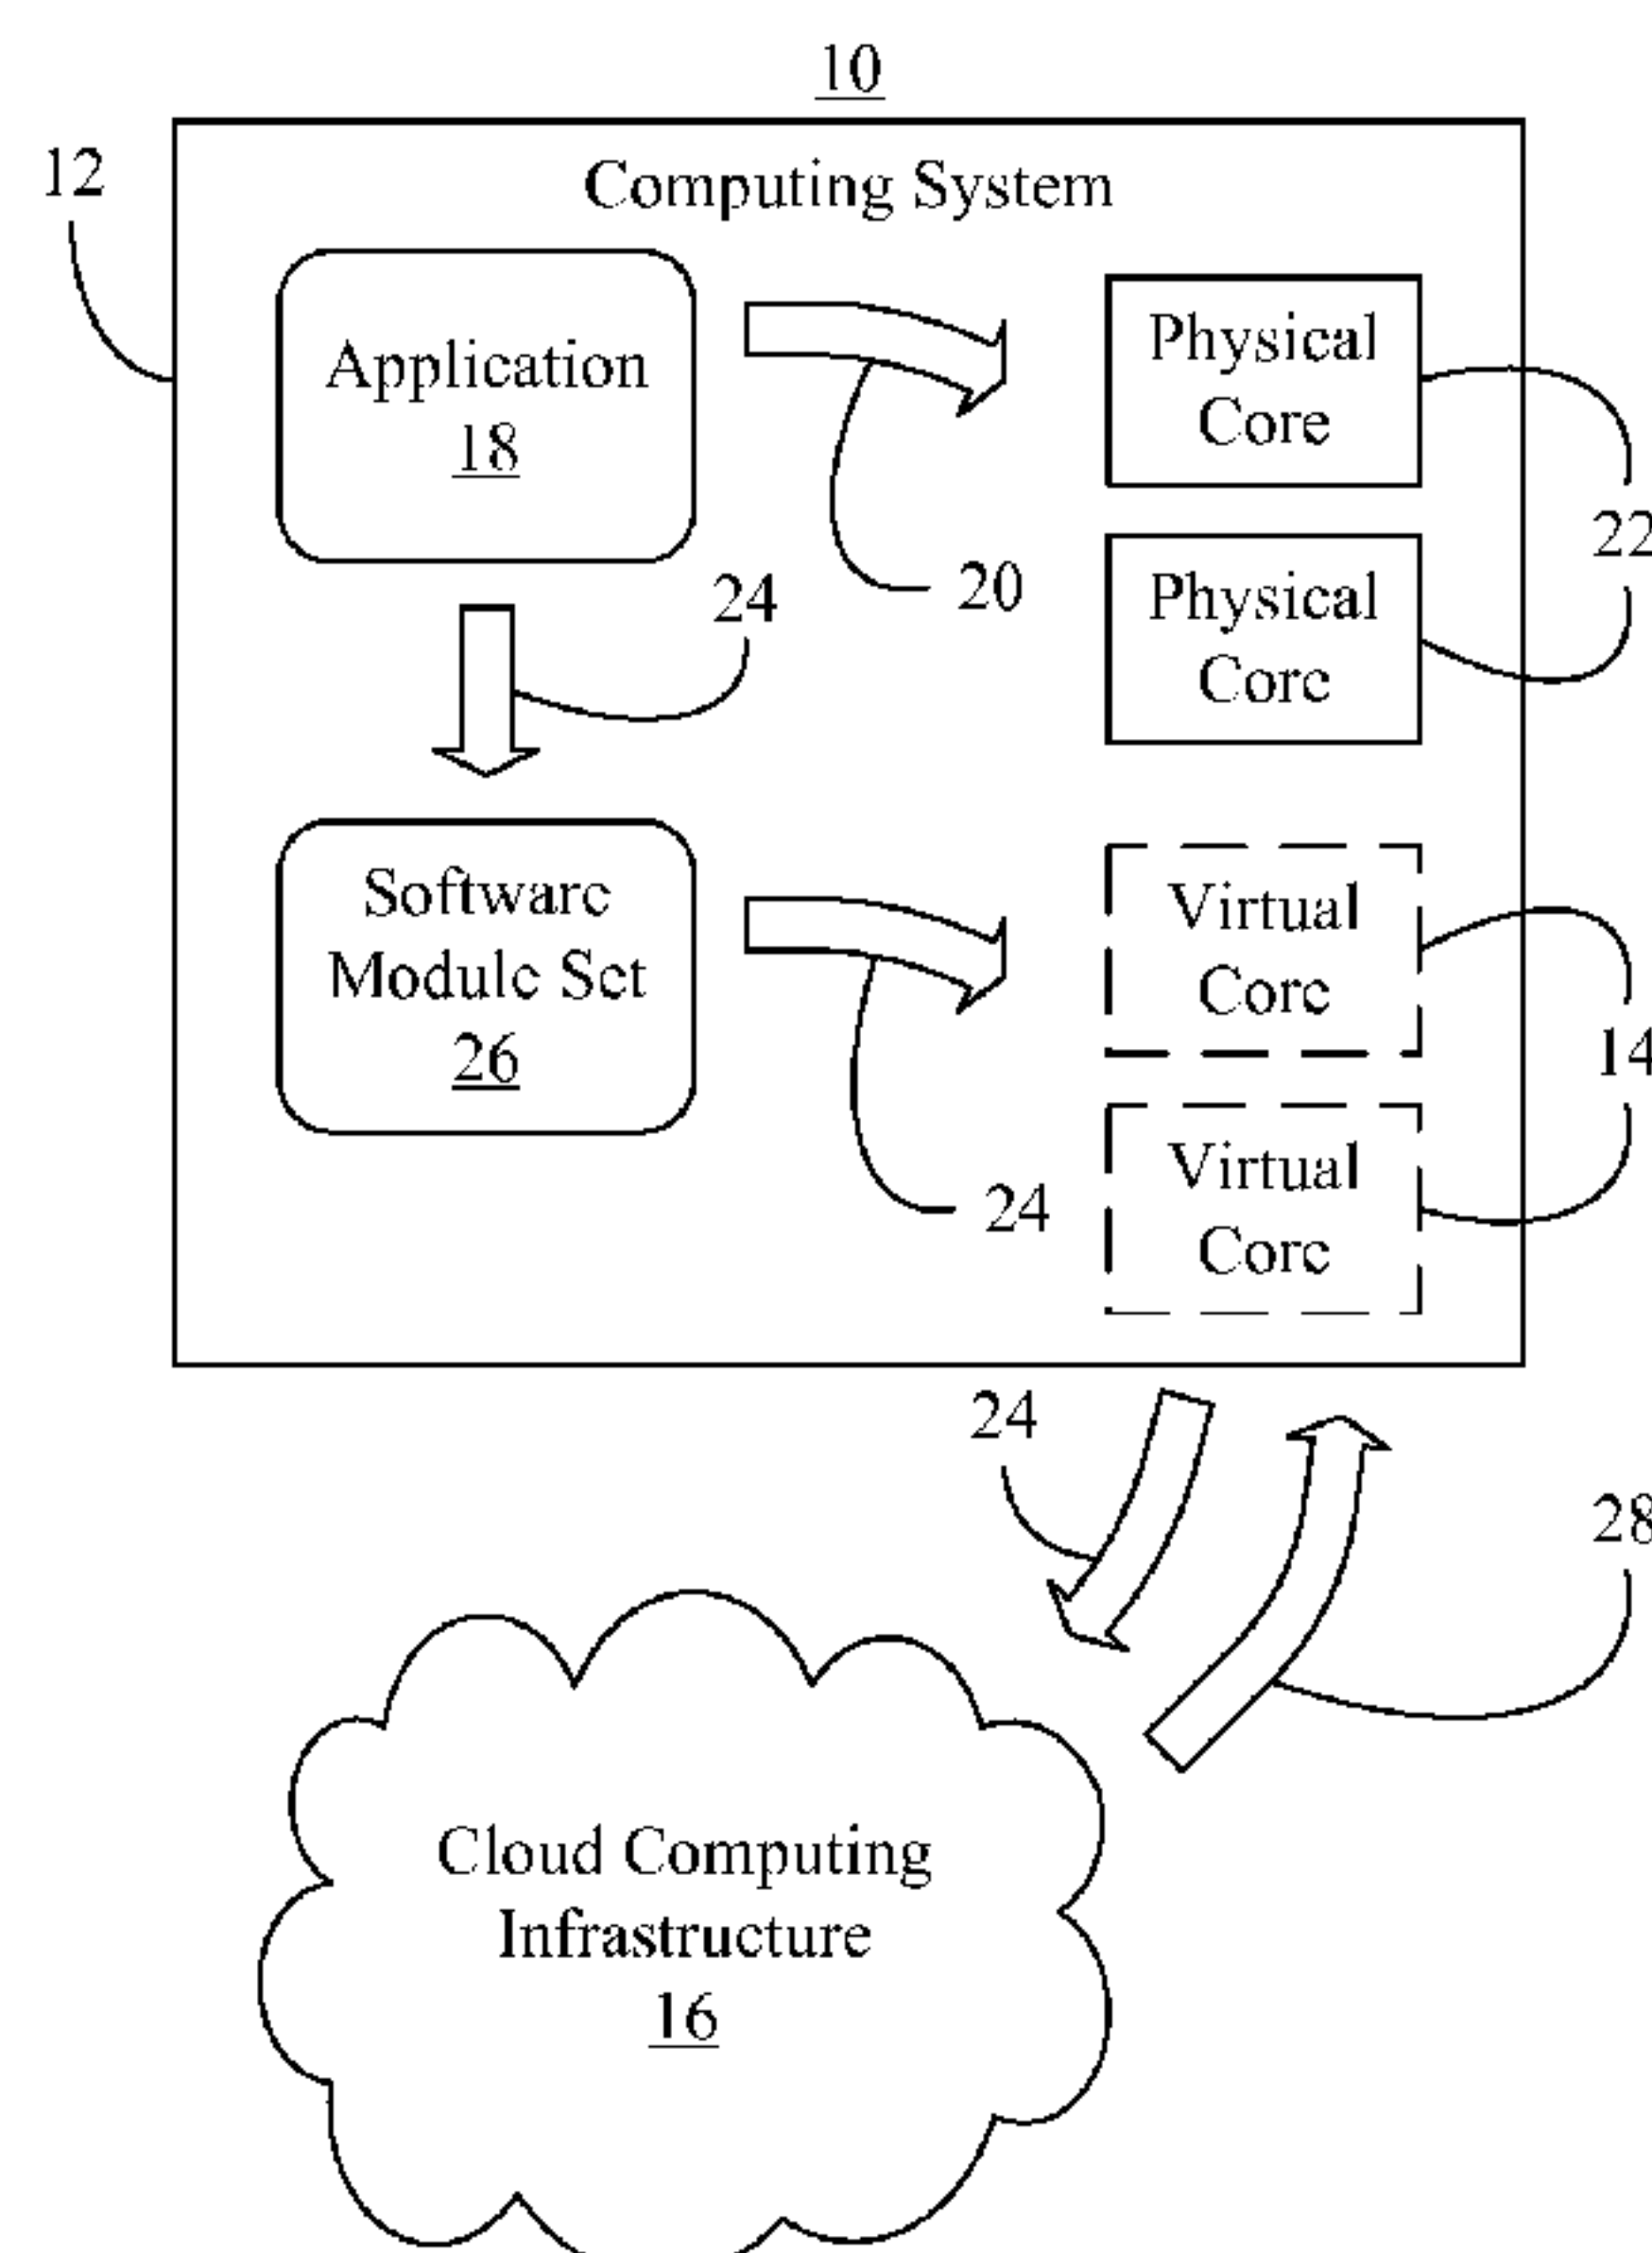 10
12
Computing System
Application
18
Physical
Core
22
20
Physical
Core
24
Software
Module Set
26
Virtual
Core
14
24
Virtual
Core
24
28
Cloud Computing
Infrastructure
16